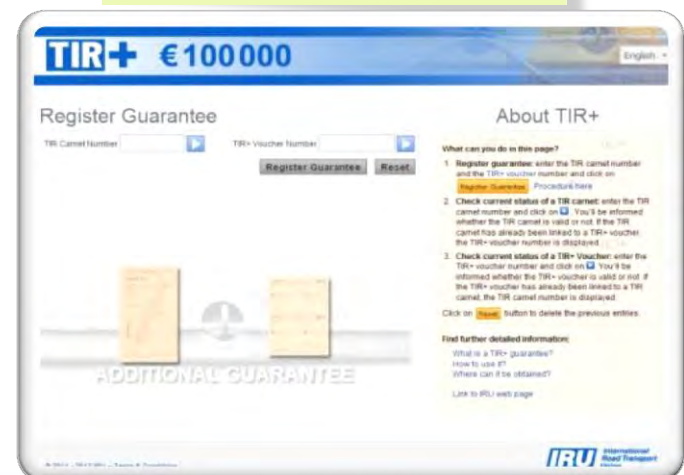 TIR+ €100000
English
Register Guarantee
TIR Carnet Number
TIR+ Voucher Number
Register Guarantee
Reset
ADDITIONAL GUARANTEE
About TIR+
What can you do in this page?
1. Register guarantee: enter the TIR carnet number
and the TIR+ voucher number and click on
Register Guarantee Procedure here
2. Check current status of a TIR carnet: enter the TIR
carnet number and click on You'll be informed
whether the TIR carnet is valid or not. If the TIR
carnet has already been linked to a TIR+ voucher
the TIR+ voucher number is displayed
3. Check current status of a TIR+ Voucher: enter the
TIR+ voucher number and click on You'll be
informed whether the TIR+ voucher is valid or not. If
the TIR+ voucher has already been linked to a TIR
carnet, the TIR carnet number is displayed.
Click on Reset button to delete the previous entries.
Find further detailed information:
What is a TIR+ guarantee?
How to use it?
Where can it be obtained?
Link to IRU web page
IRU International
Road Transport
Union